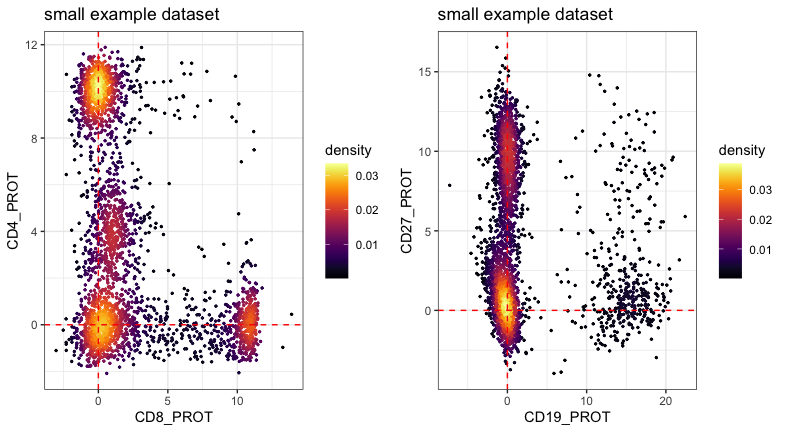 small example dataset
12
8
4
0
CD4_PROT
0
5
10
CD8_PROT
density
0.03
0.02
0.01
small example dataset
15
10
5
0
CD27_PROT
0
10
20
CD19_PROT
density
0.03
0.02
0.01